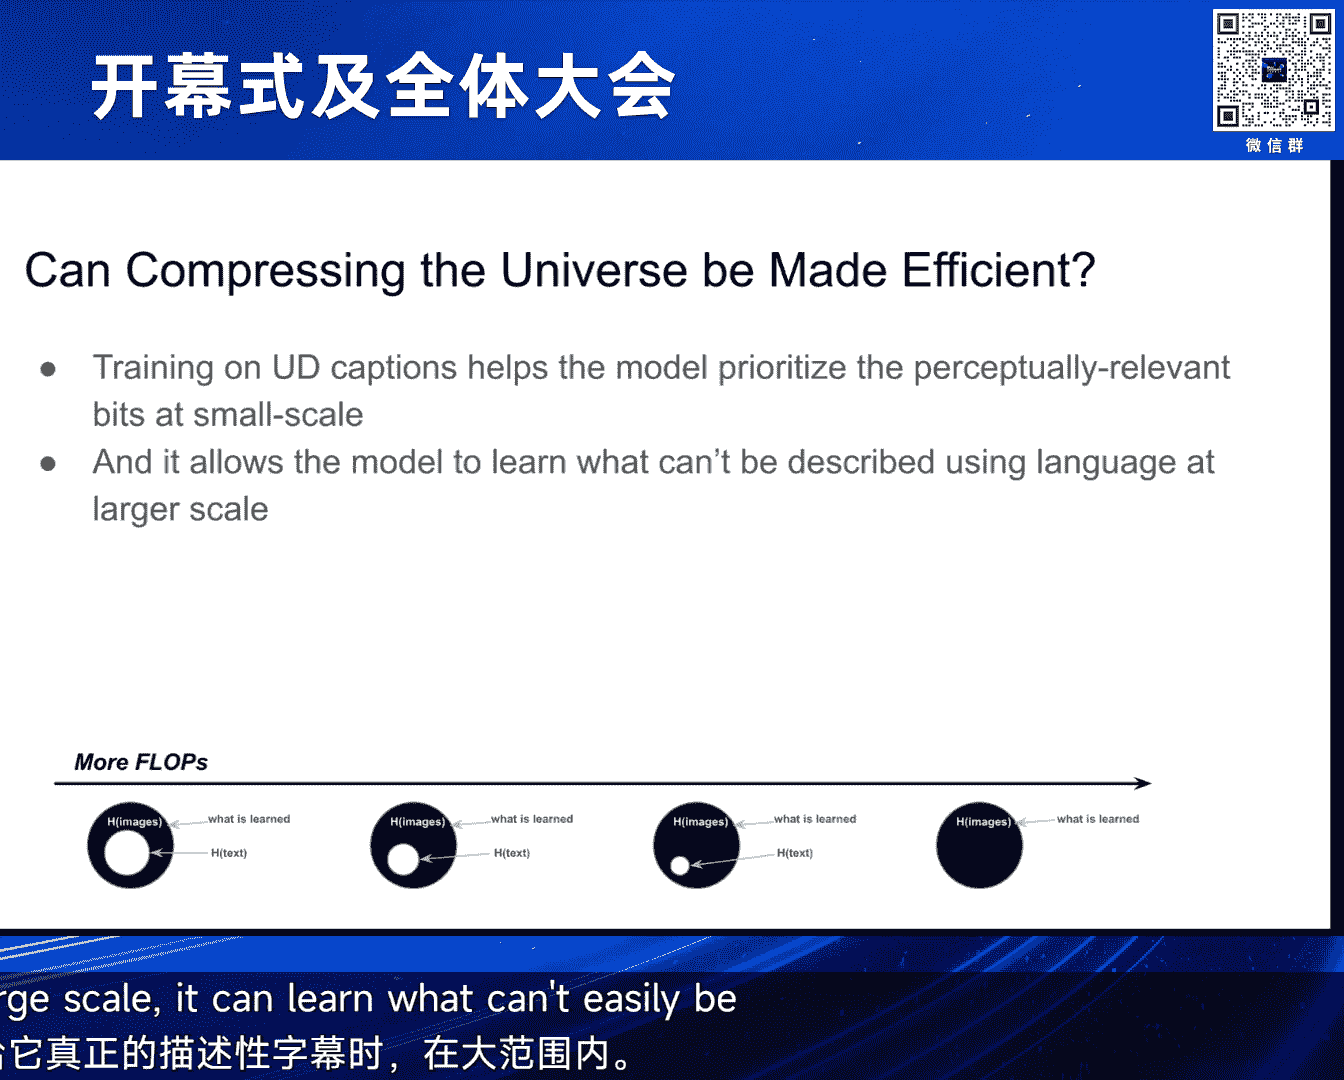 开幕式及全体大会
微信群
Can Compressing the Universe be Made Efficient?
● Training on UD captions helps the model prioritize the perceptually-relevant
bits at small-scale
● And it allows the model to learn what can't be described using language at
larger scale
More FLOPs
H(images) what is learned
H(text)
H(images) what is learned
H(text)
H(images) what is learned
H(text)
H(images) what is learned
rge scale, it can learn what can't easily be
它真正的描述性字幕时，在大范围内。